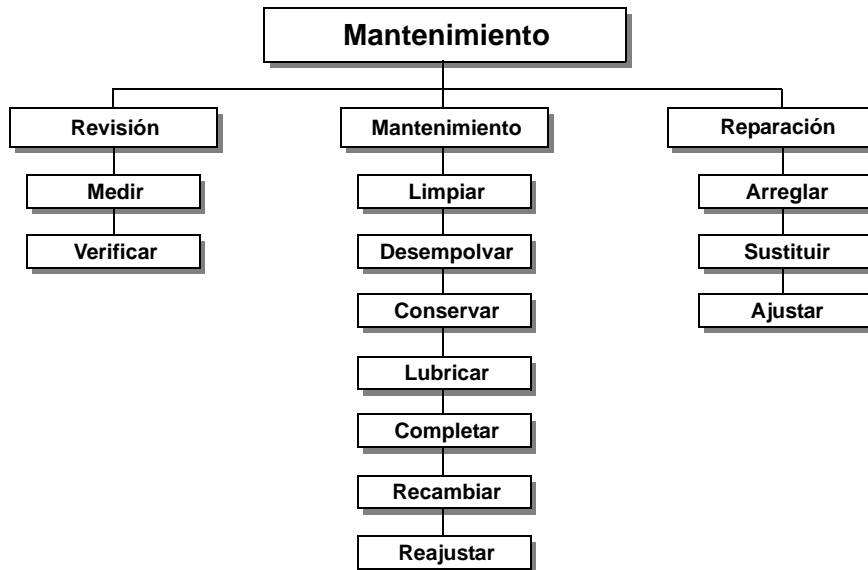 Mantenimiento
Revisión
Mantenimiento
Reparación
Medir
Limpiar
Arreglar
Verificar
Desempolvar
Sustituir
Conservar
Ajustar
Lubricar
Completar
Recambiar
Reajustar